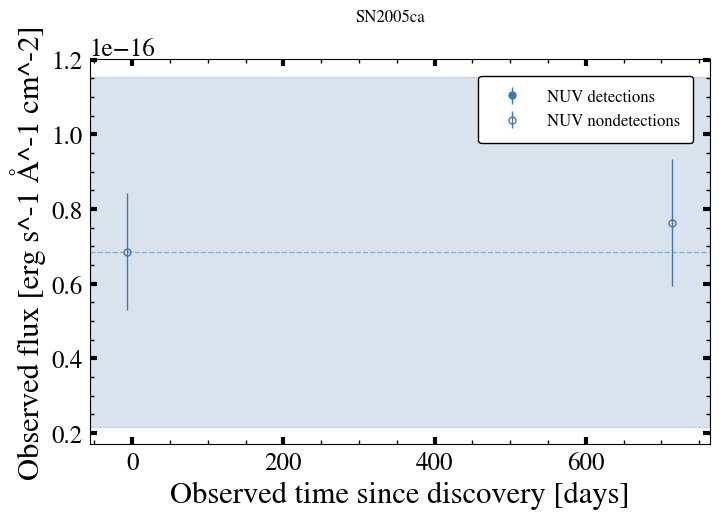 SN2005ca
1e−16
1.2
1.0
0.8
0.6
0.4
0.2
Observed flux [erg s^-1 Å^-1 cm^-2]
NUV detections
NUV nondetections
0 200 400 600
Observed time since discovery [days]